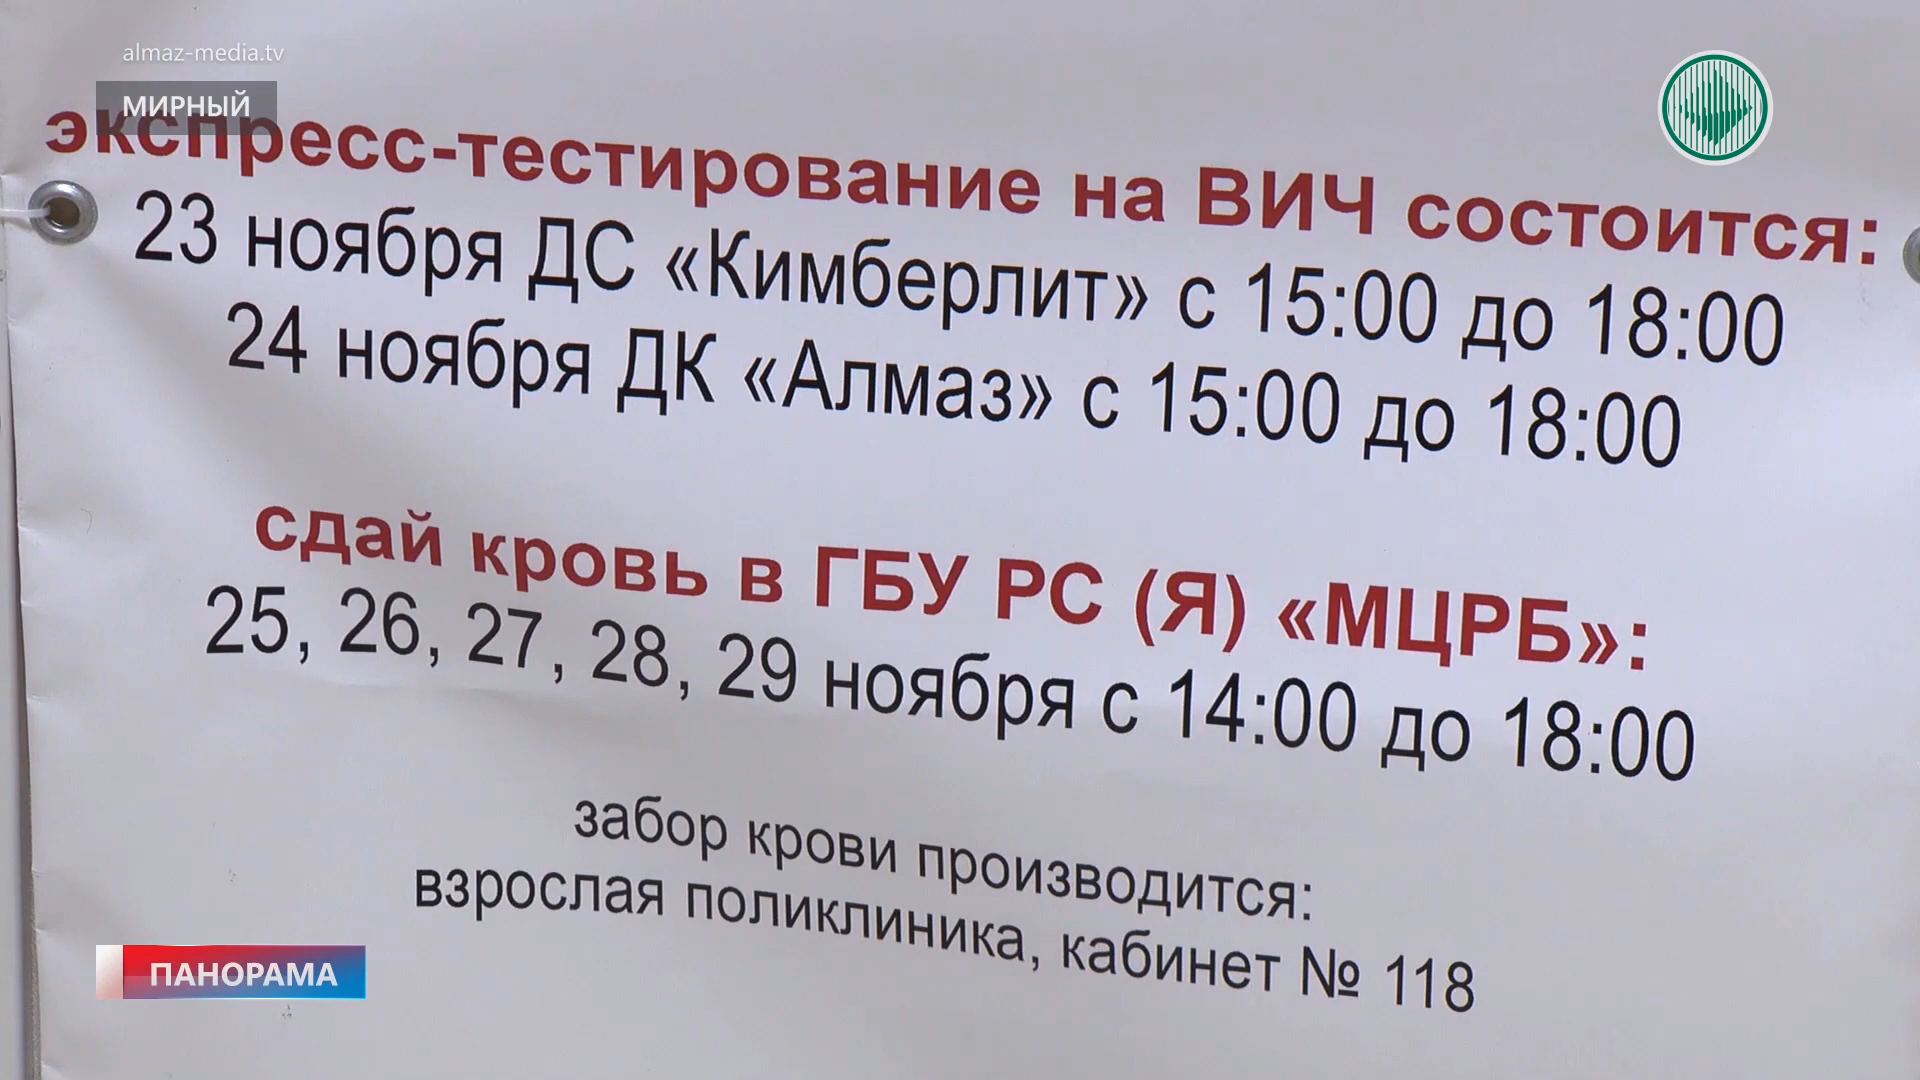 almaz-media.tv
МИРНЫЙ
экспресс-тестирование на ВИЧ состоится:
23 ноября ДС «Кимберлит» с 15:00 до 18:00
24 ноября ДК «Алмаз» с 15:00 до 18:00
сдай кровь в ГБУ РС (Я) «МЦРБ»:
25, 26, 27, 28, 29 ноября с 14:00 до 18:00
забор крови производится:
взрослая поликлиника, кабинет № 118
ПАНОРАМА